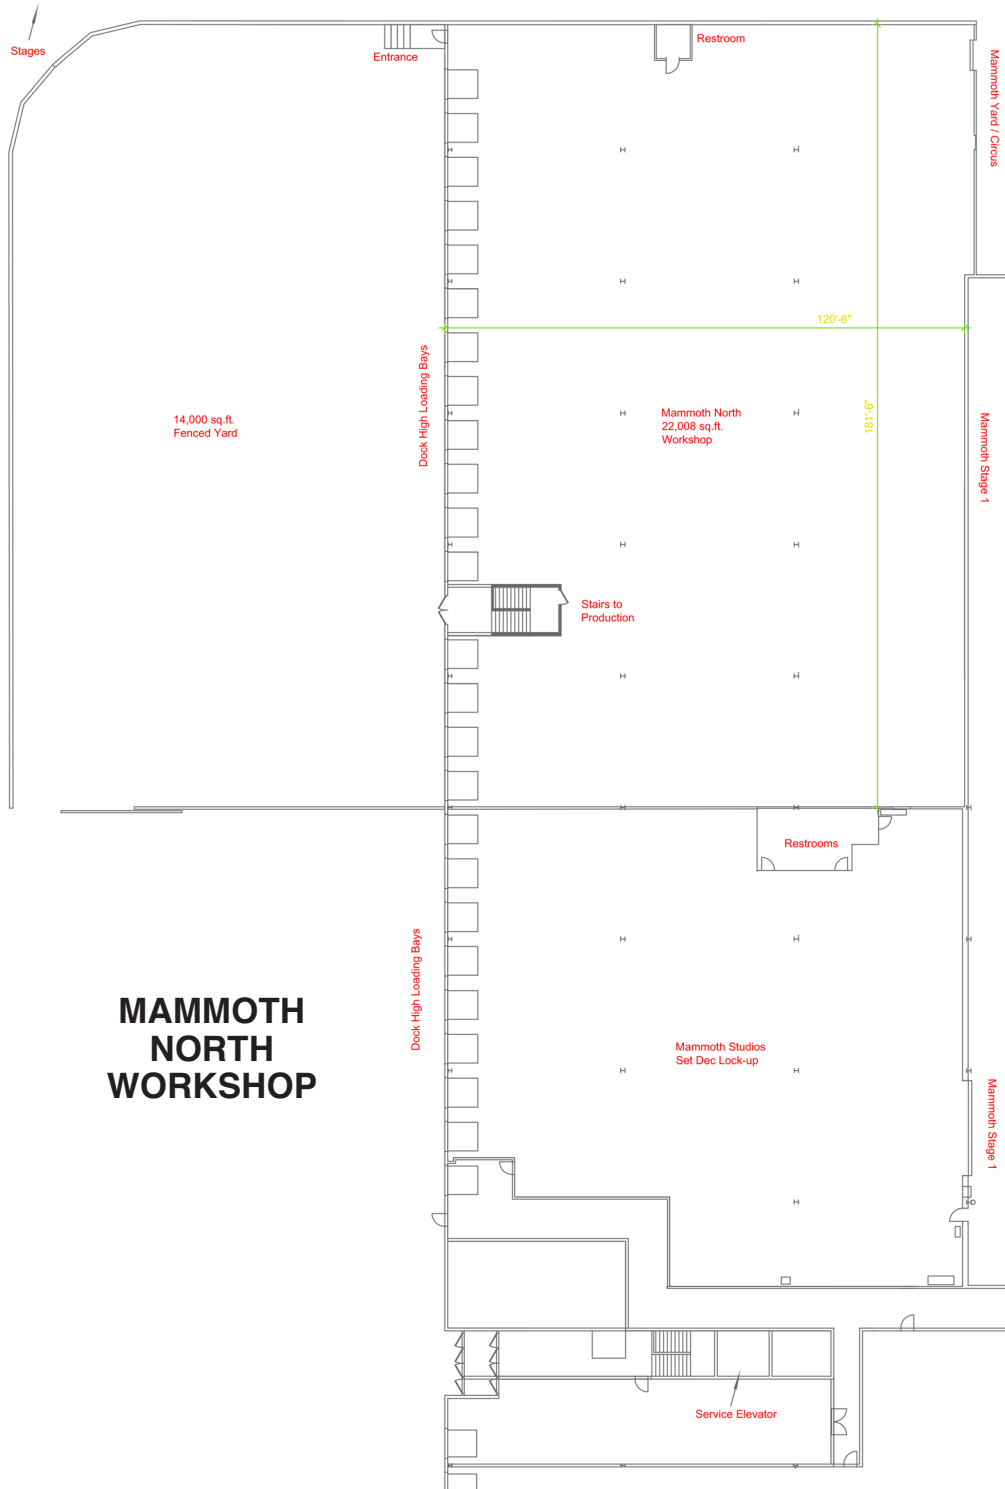 Stages
Entrance
Restroom
Mammoth Yard / Circus
120'-6"
181'-6"
Dock High Loading Bays
14,000 sq.ft.
Fenced Yard
Mammoth North
22,008 sq.ft.
Workshop
Mammoth Stage 1
Stairs to
Production
Restrooms
Dock High Loading Bays
MAMMOTH
NORTH
WORKSHOP
Mammoth Studios
Set Dec Lock-up
Mammoth Stage 1
Service Elevator